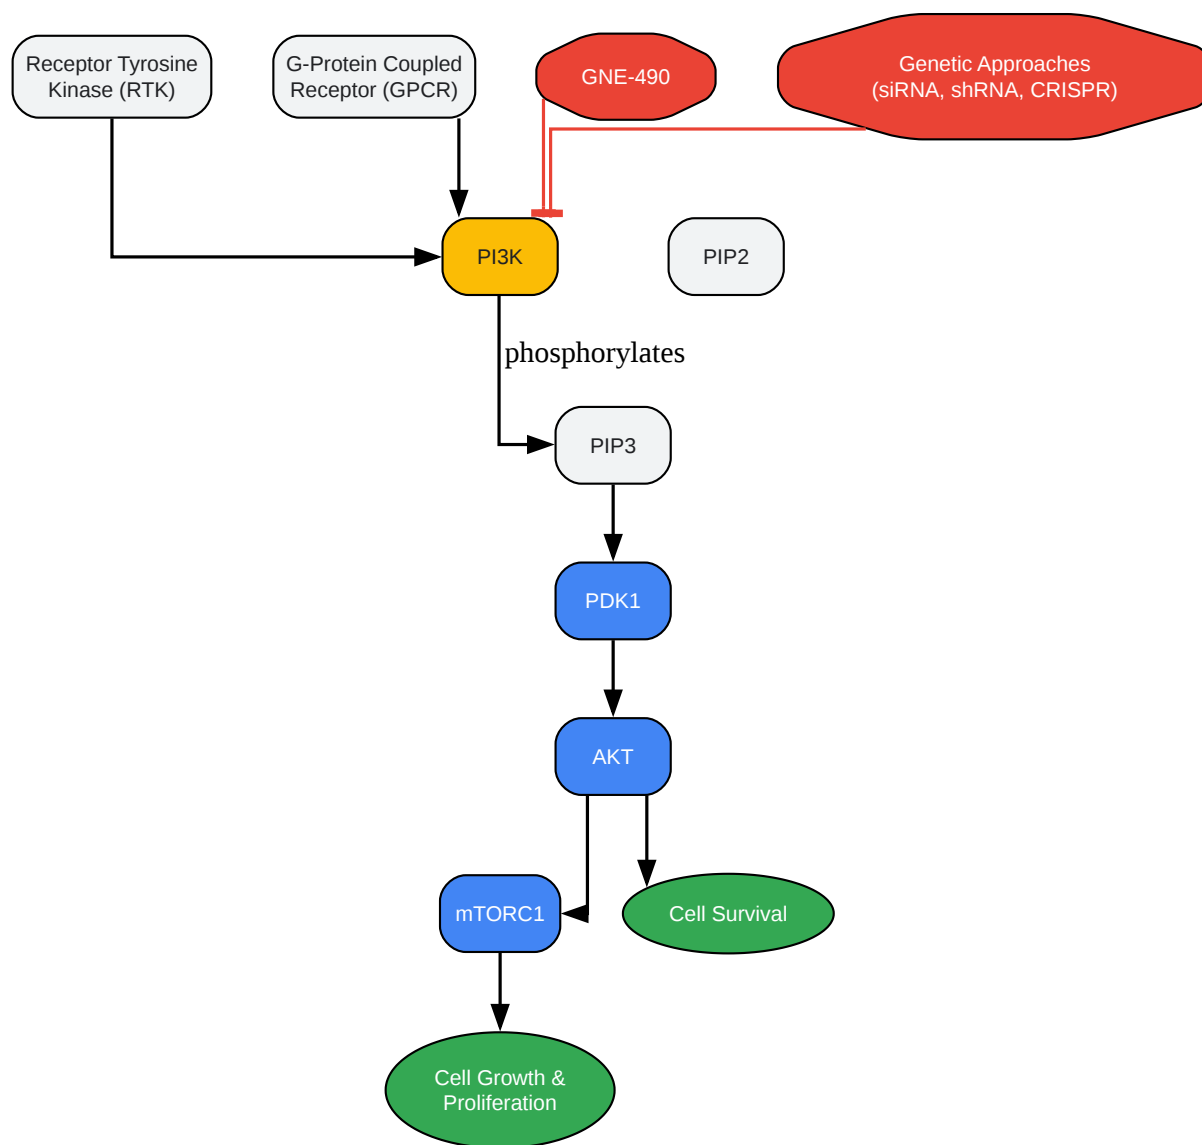 Receptor Tyrosine
Kinase (RTK)
G-Protein Coupled
Receptor (GPCR)
GNE-490
Genetic Approaches
(siRNA, shRNA, CRISPR)
PI3K
PIP2
phosphorylates
PIP3
PDK1
AKT
mTORC1
Cell Survival
Cell Growth &
Proliferation